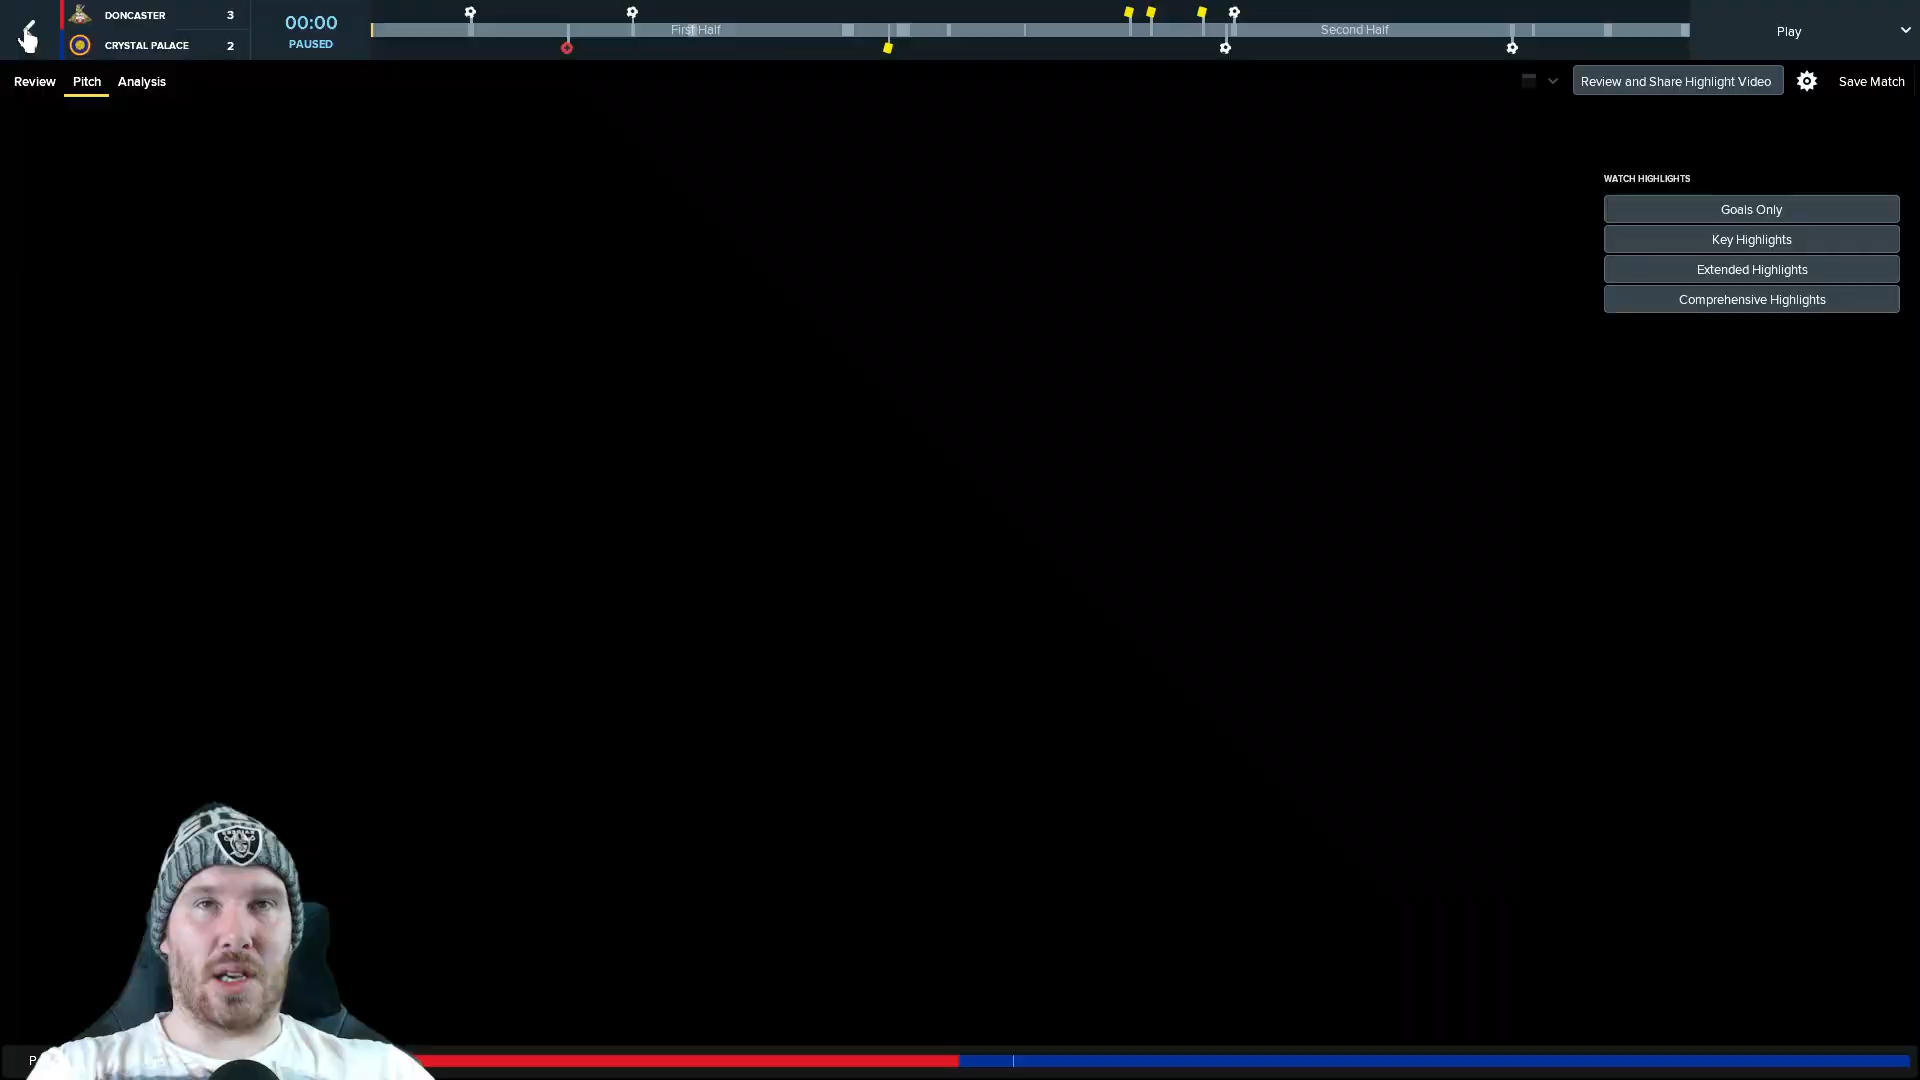 DONCASTER 3
CRYSTAL PALACE 2
00:00
PAUSED
First Half
Second Half
Play
Review Pitch Analysis
Review and Share Highlight Video
Save Match
WATCH HIGHLIGHTS
Goals Only
Key Highlights
Extended Highlights
Comprehensive Highlights